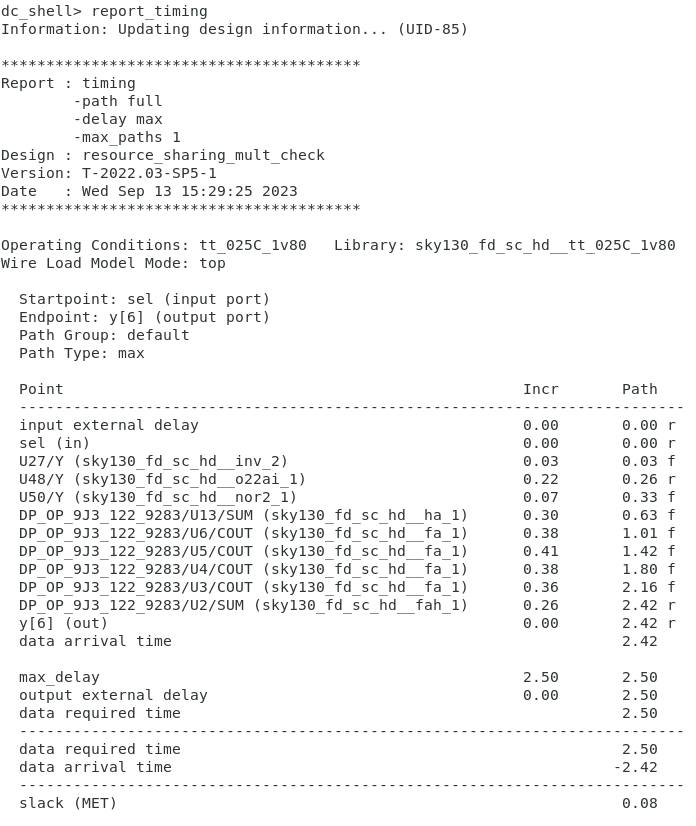 dc_shell> report_timing
Information: Updating design information... (UID-85)
****************************************
Report : timing
        -path full
        -delay max
        -max_paths 1
Design : resource_sharing_mult_check
Version: T-2022.03-SP5-1
Date   : Wed Sep 13 15:29:25 2023
****************************************
Operating Conditions: tt_025C_1v80   Library: sky130_fd_sc_hd__tt_025C_1v80
Wire Load Model Mode: top
  Startpoint: sel (input port)
  Endpoint: y[6] (output port)
  Path Group: default
  Path Type: max
  Point                                                   Incr       Path
  --------------------------------------------------------------------------
  input external delay                                    0.00       0.00 r
  sel (in)                                                0.00       0.00 r
  U27/Y (sky130_fd_sc_hd__inv_2)                          0.03       0.03 f
  U48/Y (sky130_fd_sc_hd__o22ai_1)                        0.22       0.26 r
  U50/Y (sky130_fd_sc_hd__nor2_1)                         0.07       0.33 f
  DP_OP_9J3_122_9283/U13/SUM (sky130_fd_sc_hd__ha_1)      0.30       0.63 f
  DP_OP_9J3_122_9283/U6/COUT (sky130_fd_sc_hd__fa_1)      0.38       1.01 f
  DP_OP_9J3_122_9283/U5/COUT (sky130_fd_sc_hd__fa_1)      0.41       1.42 f
  DP_OP_9J3_122_9283/U4/COUT (sky130_fd_sc_hd__fa_1)      0.38       1.80 f
  DP_OP_9J3_122_9283/U3/COUT (sky130_fd_sc_hd__fa_1)      0.36       2.16 f
  DP_OP_9J3_122_9283/U2/SUM (sky130_fd_sc_hd__fah_1)      0.26       2.42 r
  y[6] (out)                                              0.00       2.42 r
  data arrival time                                                  2.42
  max_delay                                               2.50       2.50
  output external delay                                   0.00       2.50
  data required time                                                 2.50
  --------------------------------------------------------------------------
  data required time                                                 2.50
  data arrival time                                                 -2.42
  --------------------------------------------------------------------------
  slack (MET)                                                        0.08